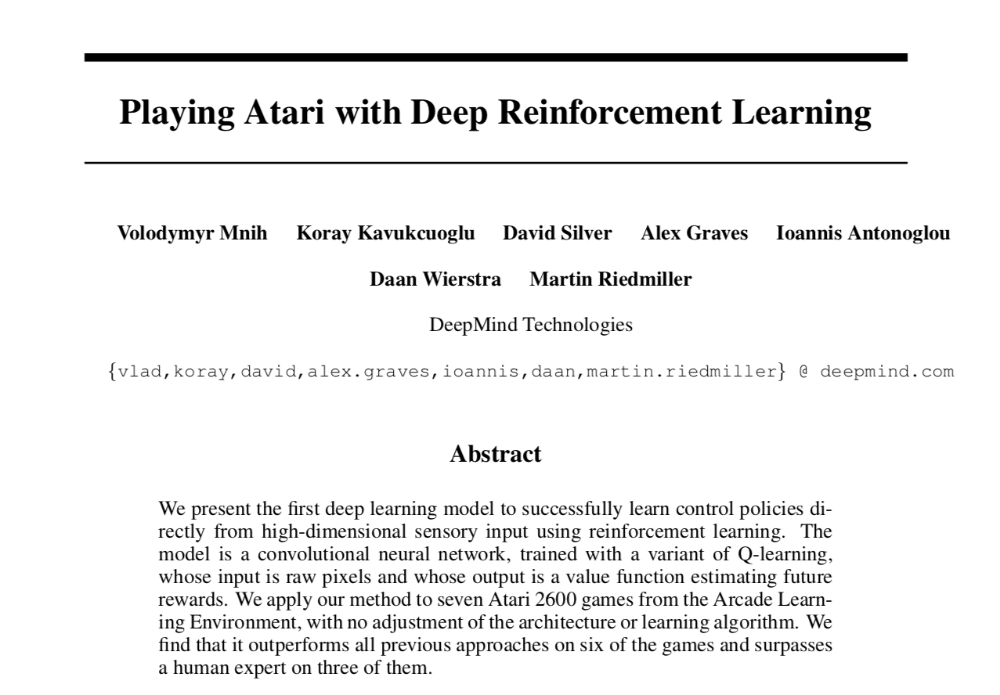 Playing Atari with Deep Reinforcement Learning
Volodymyr Mnih Koray Kavukcuoglu David Silver Alex Graves Ioannis Antonoglou
Daan Wierstra Martin Riedmiller
DeepMind Technologies
{vlad,koray,david,alex.graves,ioannis,daan,martin.riedmiller} @ deepmind.com
Abstract
We present the first deep learning model to successfully learn control policies di-
rectly from high-dimensional sensory input using reinforcement learning. The
model is a convolutional neural network, trained with a variant of Q-learning,
whose input is raw pixels and whose output is a value function estimating future
rewards. We apply our method to seven Atari 2600 games from the Arcade Learn-
ing Environment, with no adjustment of the architecture or learning algorithm. We
find that it outperforms all previous approaches on six of the games and surpasses
a human expert on three of them.